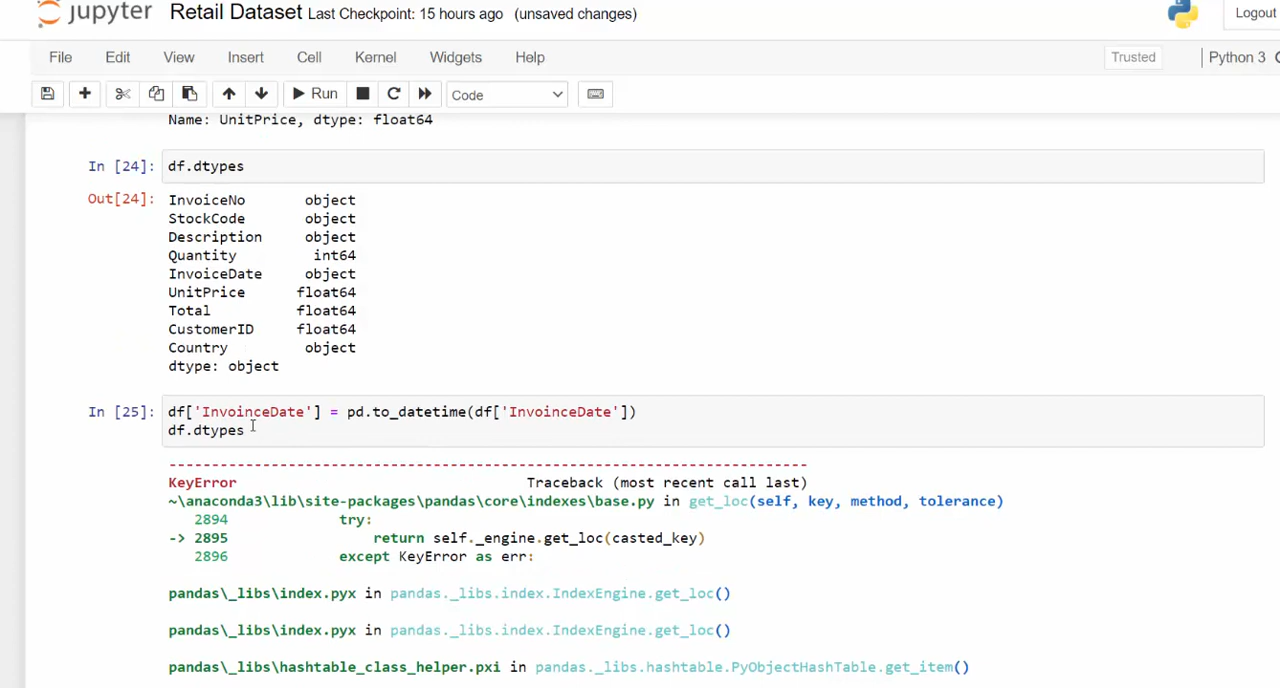 jupyter Retail Dataset Last Checkpoint: 15 hours ago (unsaved changes) Logout
File Edit View Insert Cell Kernel Widgets Help Trusted Python 3
Run Code
Name: UnitPrice, dtype: float64
In [24]: df.dtypes
Out[24]: InvoiceNo object
StockCode object
Description object
Quantity int64
InvoiceDate object
UnitPrice float64
Total float64
CustomerID float64
Country object
dtype: object
In [25]: df['InvoinceDate'] = pd.to_datetime(df['InvoinceDate'])
df.dtypes
---------------------------------------------------------------------------
KeyError Traceback (most recent call last)
~\anaconda3\lib\site-packages\pandas\core\indexes\base.py in get_loc(self, key, method, tolerance)
2894 try:
-> 2895 return self._engine.get_loc(casted_key)
2896 except KeyError as err:
pandas\_libs\index.pyx in pandas._libs.index.IndexEngine.get_loc()
pandas\_libs\index.pyx in pandas._libs.index.IndexEngine.get_loc()
pandas\_libs\hashtable_class_helper.pxi in pandas._libs.hashtable.PyObjectHashTable.get_item()